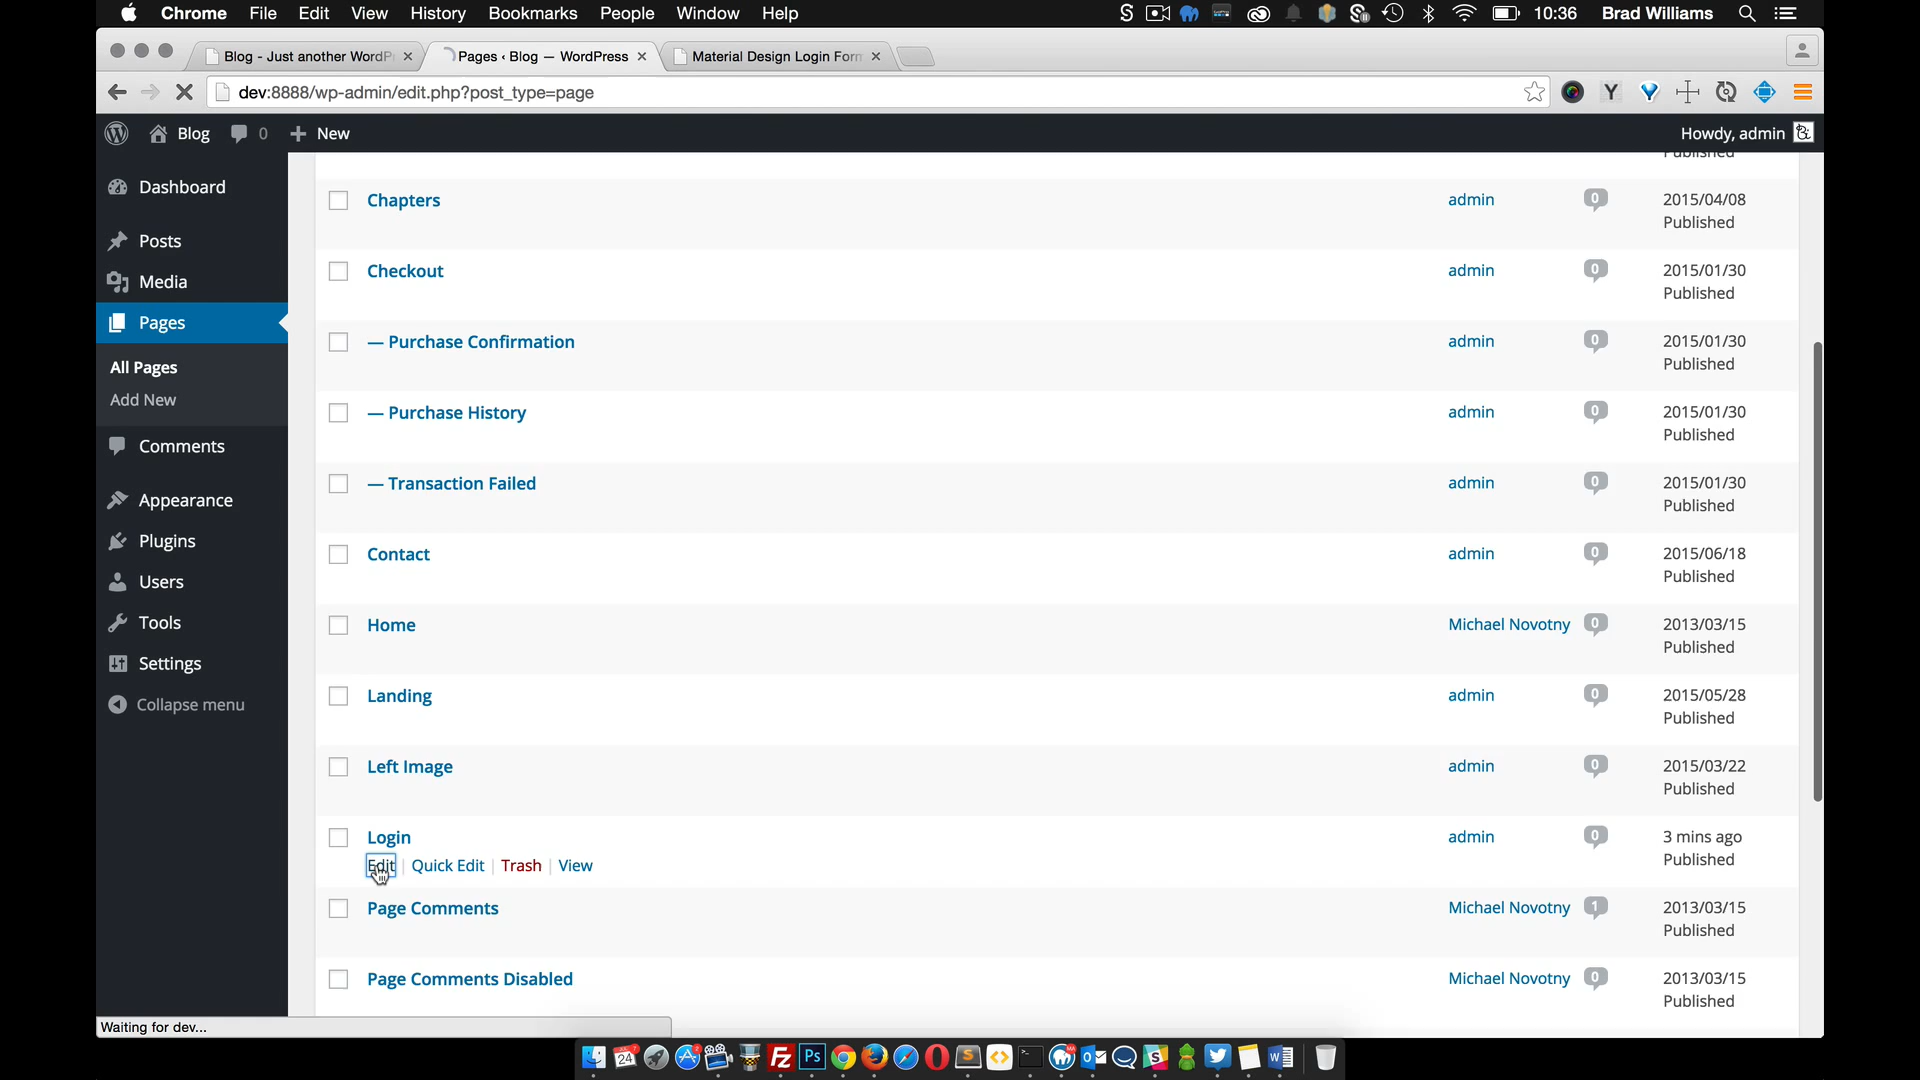 Chrome File Edit View History Bookmarks People Window Help 10:36 Brad Williams
Blog - Just another WordP Pages ‹ Blog — WordPress Material Design Login Form
dev:8888/wp-admin/edit.php?post_type=page
Blog 0 New Howdy, admin
Published
Dashboard
Posts
Media
Pages
All Pages
Add New
Comments
Appearance
Plugins
Users
Tools
Settings
Collapse menu
Chapters admin 0 2015/04/08
Published
Checkout admin 0 2015/01/30
Published
— Purchase Confirmation admin 0 2015/01/30
Published
— Purchase History admin 0 2015/01/30
Published
— Transaction Failed admin 0 2015/01/30
Published
Contact admin 0 2015/06/18
Published
Home Michael Novotny 0 2013/03/15
Published
Landing admin 0 2015/05/28
Published
Left Image admin 0 2015/03/22
Published
Login admin 0 3 mins ago
Edit | Quick Edit | Trash | View Published
Page Comments Michael Novotny 1 2013/03/15
Published
Page Comments Disabled Michael Novotny 0 2013/03/15
Published
Waiting for dev...